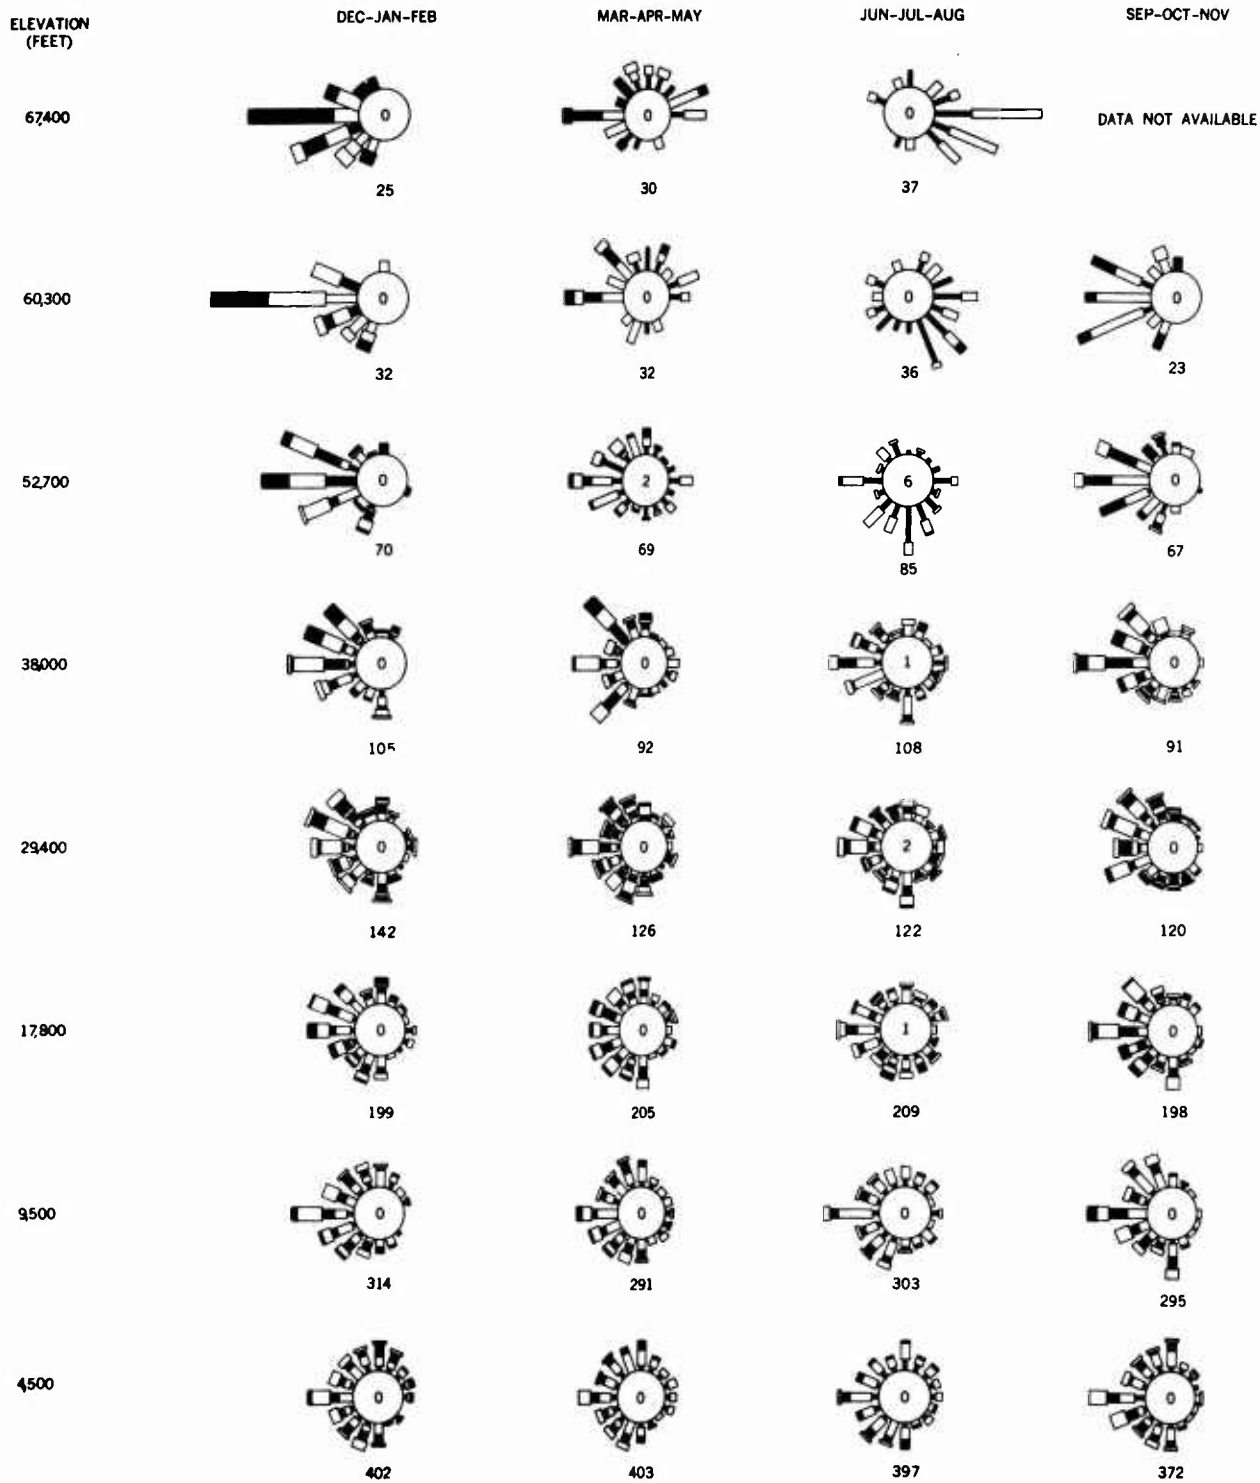 ELEVATION (FEET) DEC-JAN-FEB MAR-APR-MAY JUN-JUL-AUG SEP-OCT-NOV
67,400 0 0 0 DATA NOT AVAILABLE
25 30 37
60,300 0 0 0 0
32 32 36 23
52,700 0 2 6 0
70 69 85 67
38,000 0 0 1 0
105 92 108 91
29,400 0 0 2 0
142 126 122 120
17,800 0 0 1 0
199 205 209 198
9,500 0 0 0 0
314 291 303 295
4,500 0 0 0 0
402 403 397 372